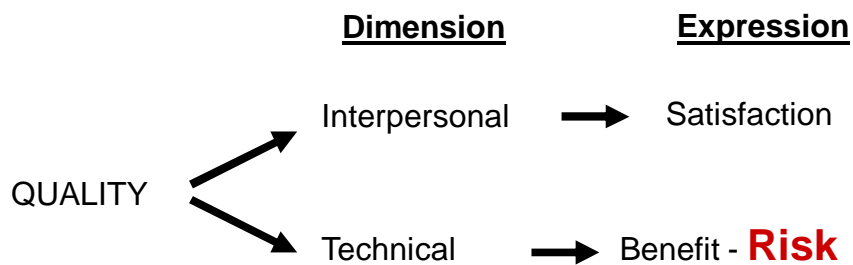 Dimension Expression
Interpersonal Satisfaction
QUALITY
Technical Benefit - Risk